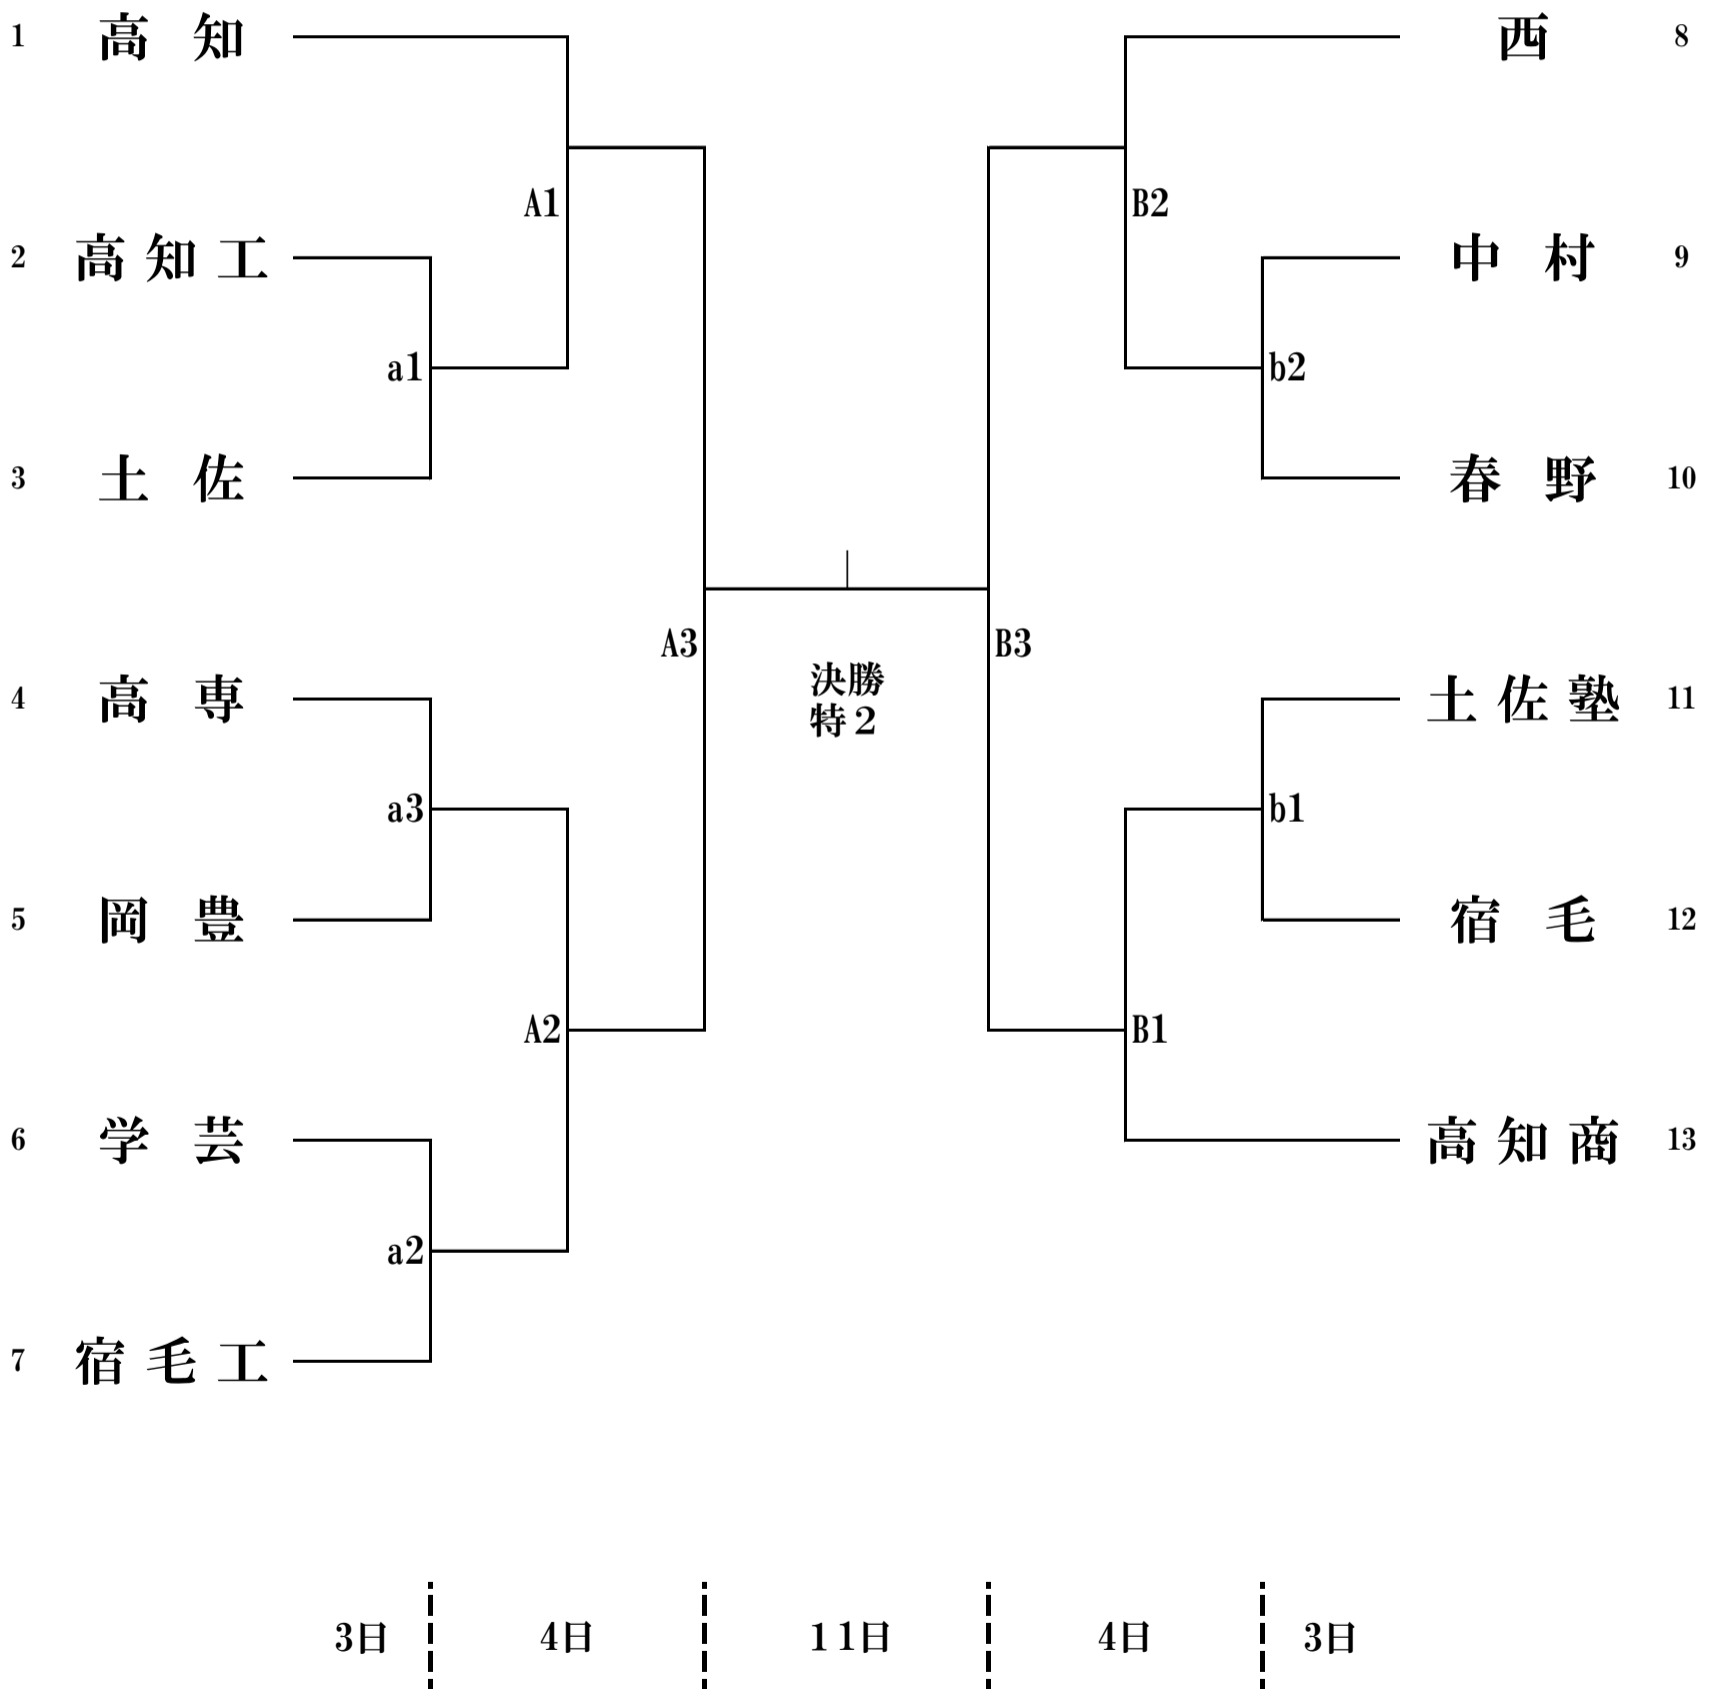 1 高知
西 8
A1
B2
2 高知工
中村 9
a1
b2
3 土佐
春野 10
A3
B3
決勝
特2
4 高専
土佐塾 11
a3
b1
5 岡豊
宿毛 12
A2
B1
6 学芸
高知商 13
a2
7 宿毛工
3日 4日 11日 4日 3日